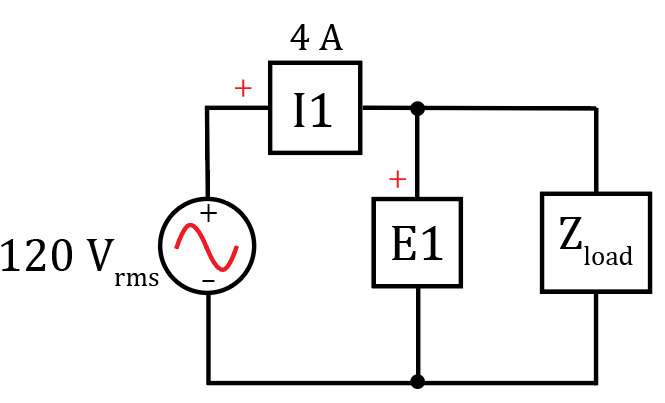 4 A
+
I1
+
E1
+
–
120 Vrms
Zload